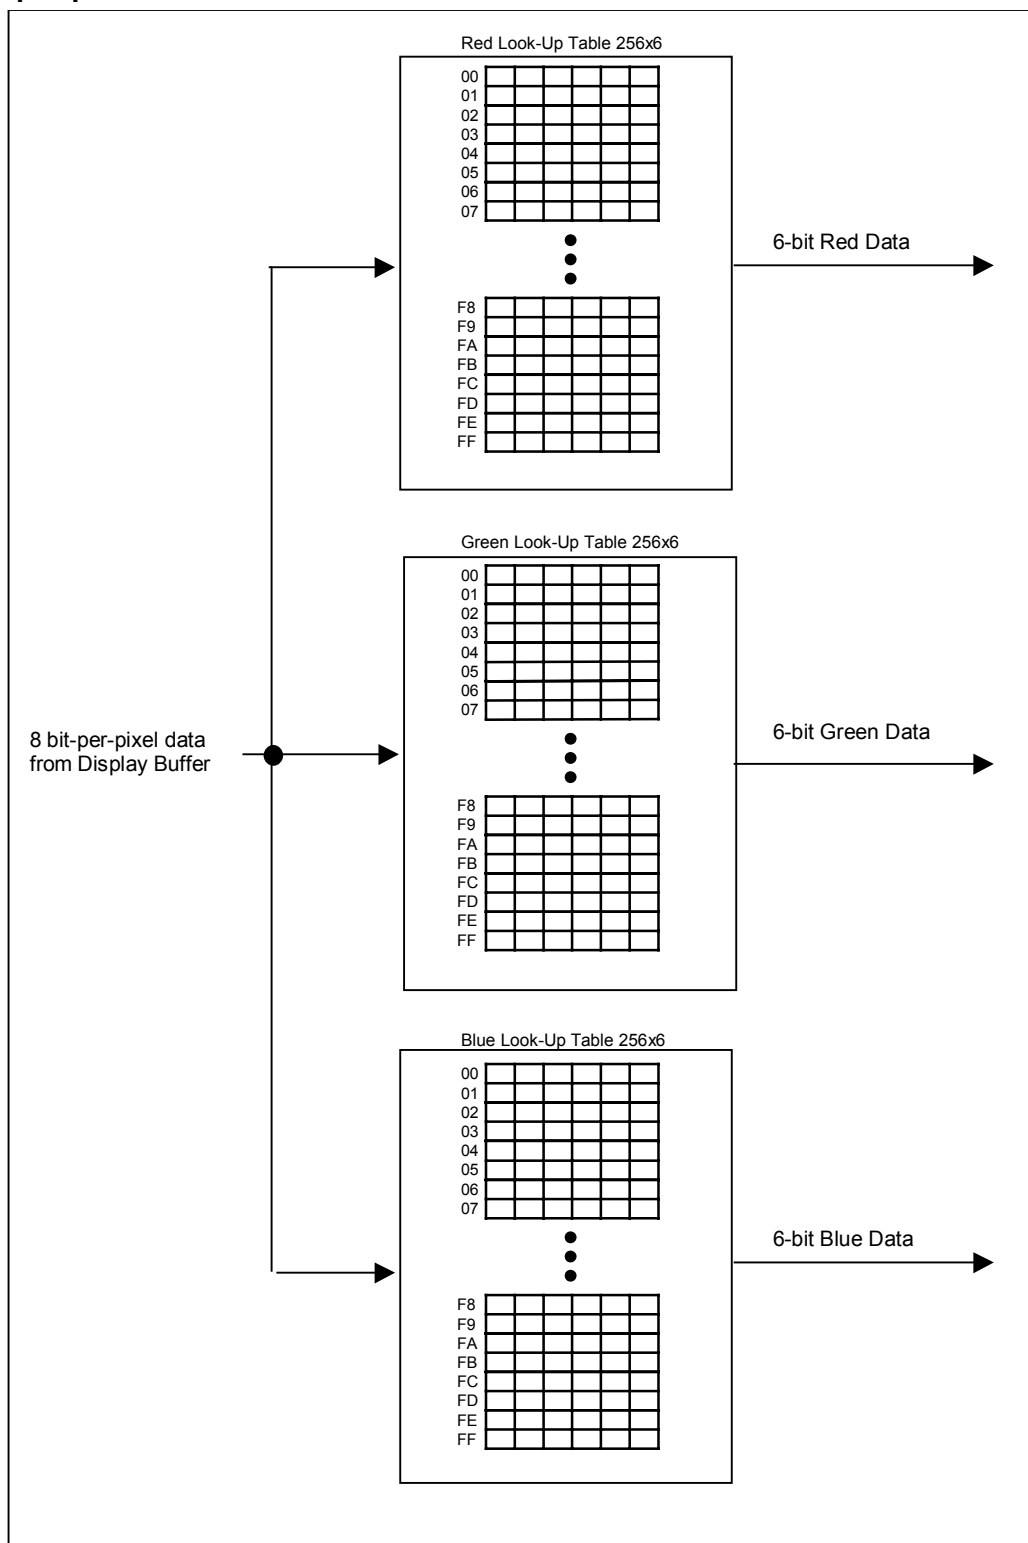 Red Look-Up Table 256x6
00
01
02
03
04
05
06
07
6-bit Red Data
F8
F9
FA
FB
FC
FD
FE
FF
Green Look-Up Table 256x6
00
01
02
03
04
05
06
07
8 bit-per-pixel data
from Display Buffer
6-bit Green Data
F8
F9
FA
FB
FC
FD
FE
FF
Blue Look-Up Table 256x6
00
01
02
03
04
05
06
07
6-bit Blue Data
F8
F9
FA
FB
FC
FD
FE
FF